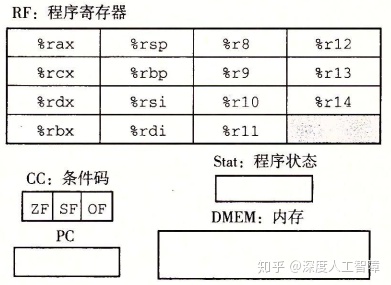 RF：程序寄存器
%rax %rsp %r8 %r12
%rcx %rbp %r9 %r13
%rdx %rsi %r10 %r14
%rbx %rdi %r11
CC：条件码
Stat：程序状态
ZF SF OF
DMEM：内存
PC
知乎 @深度人工智障